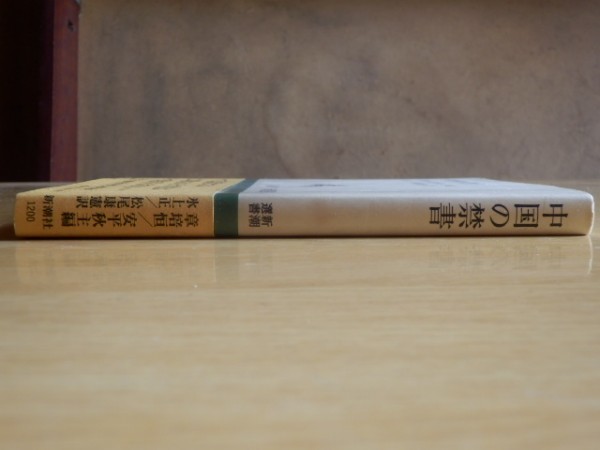 中国の禁書
新潮
選書
章培恒／安平秋主編
氷上正／松尾康憲訳
新潮社
1200